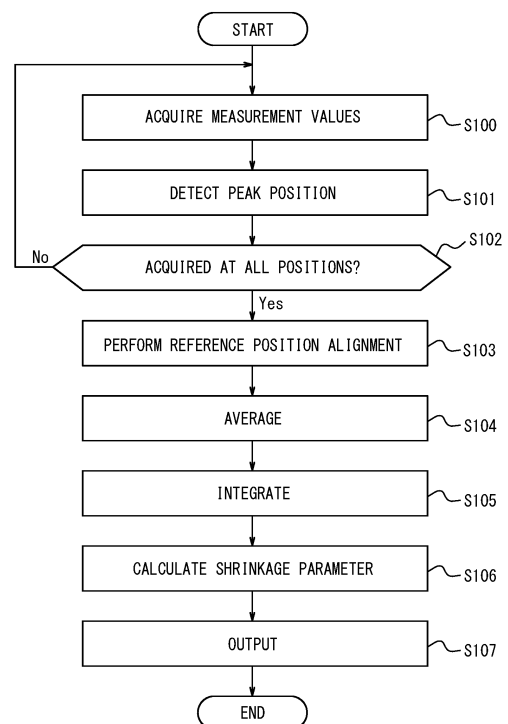 START
ACQUIRE MEASUREMENT VALUES
S100
DETECT PEAK POSITION
S101
S102
No
ACQUIRED AT ALL POSITIONS?
Yes
PERFORM REFERENCE POSITION ALIGNMENT
S103
AVERAGE
S104
INTEGRATE
S105
CALCULATE SHRINKAGE PARAMETER
S106
OUTPUT
S107
END